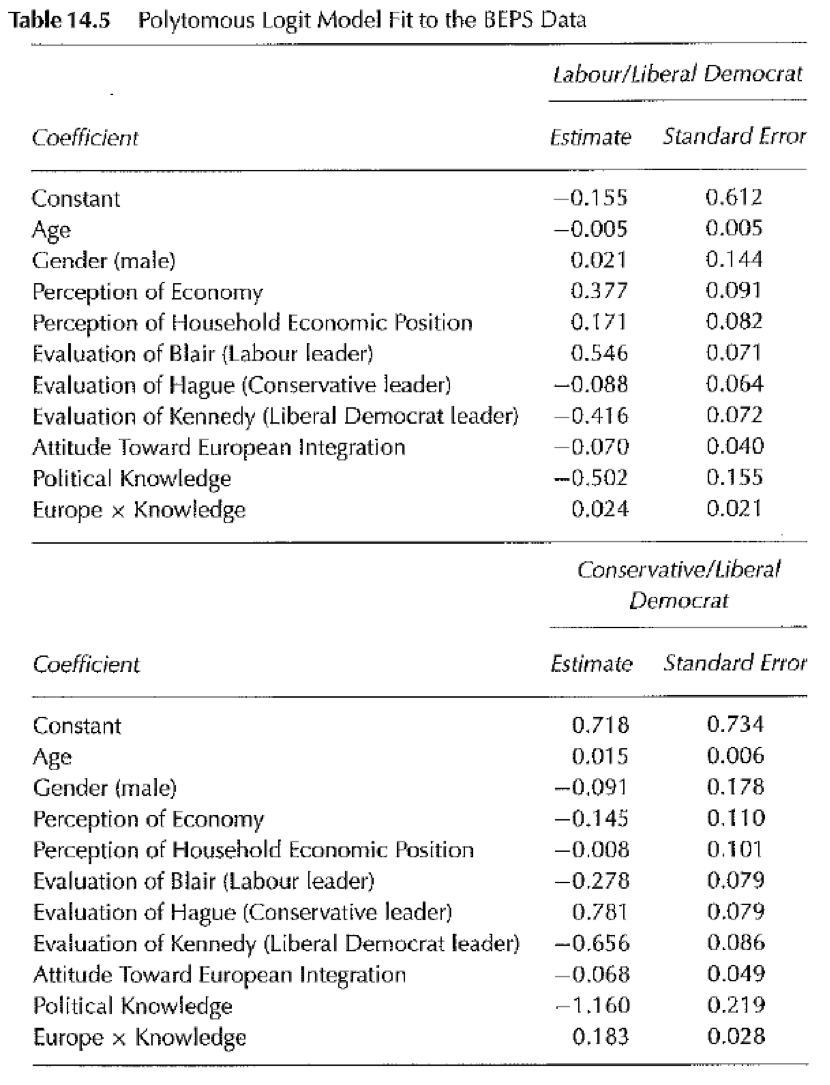 Table 14.5 Polytomous Logit Model Fit to the BEPS Data
Labour/Liberal Democrat
Coefficient Estimate Standard Error
Constant −0.155 0.612
Age −0.005 0.005
Gender (male) 0.021 0.144
Perception of Economy 0.377 0.091
Perception of Household Economic Position 0.171 0.082
Evaluation of Blair (Labour leader) 0.546 0.071
Evaluation of Hague (Conservative leader) −0.088 0.064
Evaluation of Kennedy (Liberal Democrat leader) −0.416 0.072
Attitude Toward European Integration −0.070 0.040
Political Knowledge −0.502 0.155
Europe × Knowledge 0.024 0.021
Conservative/Liberal
Democrat
Coefficient Estimate Standard Error
Constant 0.718 0.734
Age 0.015 0.006
Gender (male) −0.091 0.178
Perception of Economy −0.145 0.110
Perception of Household Economic Position −0.008 0.101
Evaluation of Blair (Labour leader) −0.278 0.079
Evaluation of Hague (Conservative leader) 0.781 0.079
Evaluation of Kennedy (Liberal Democrat leader) −0.656 0.086
Attitude Toward European Integration −0.068 0.049
Political Knowledge −1.160 0.219
Europe × Knowledge 0.183 0.028